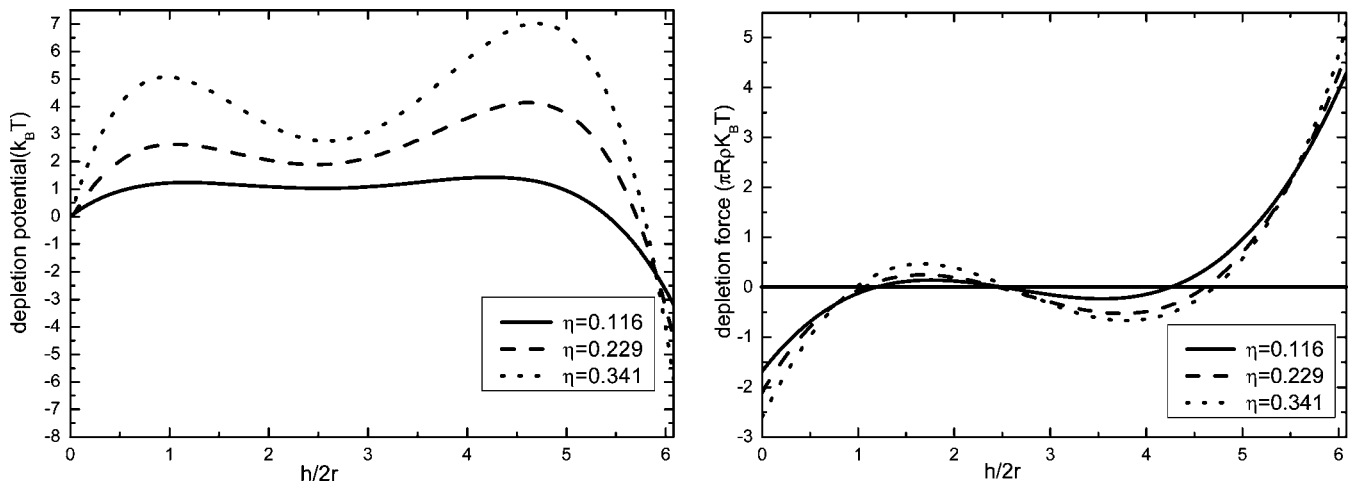 depletion potential(k_BT)
7
6
5
4
3
2
1
0
-1
-2
-3
-4
-5
-6
-7
-8
η=0.116
η=0.229
η=0.341
0 1 2 3 4 5 6
h/2r
depletion force (πRρK_BT)
5
4
3
2
1
0
-1
-2
-3
η=0.116
η=0.229
η=0.341
0 1 2 3 4 5 6
h/2r